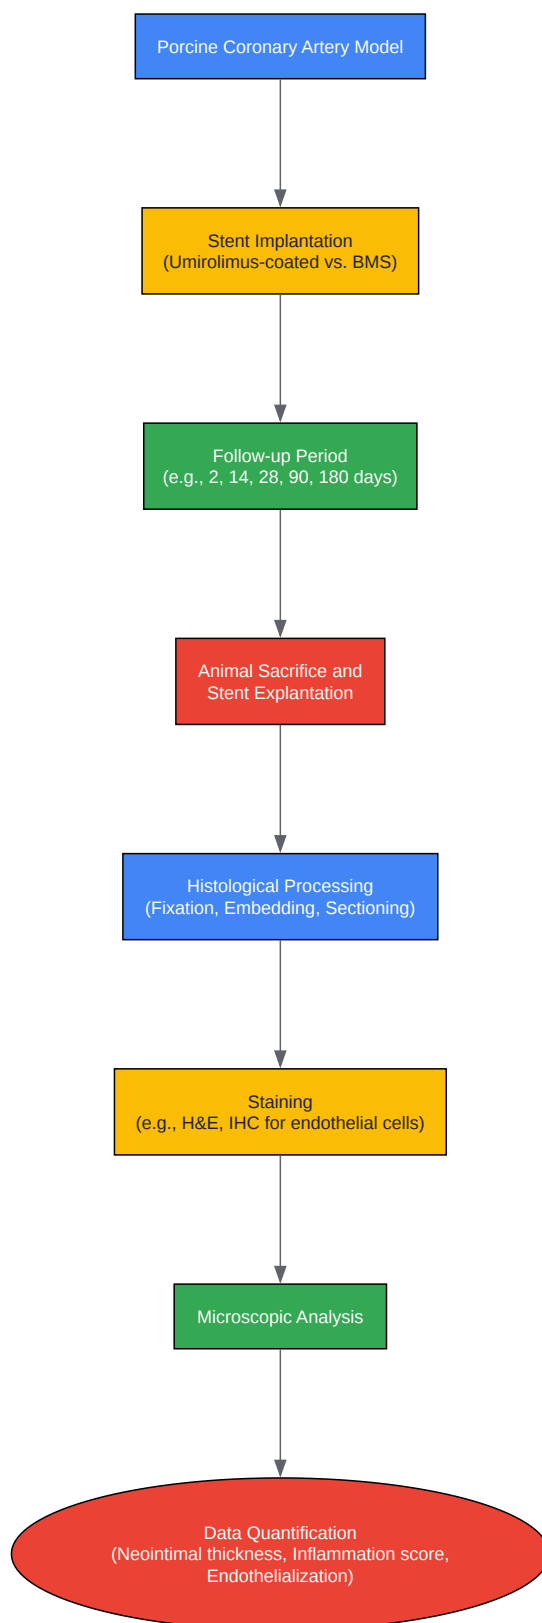 Porcine Coronary Artery Model
Stent Implantation
(Umirolimus-coated vs. BMS)
Follow-up Period
(e.g., 2, 14, 28, 90, 180 days)
Animal Sacrifice and
Stent Explantation
Histological Processing
(Fixation, Embedding, Sectioning)
Staining
(e.g., H&E, IHC for endothelial cells)
Microscopic Analysis
Data Quantification
(Neointimal thickness, Inflammation score,
Endothelialization)